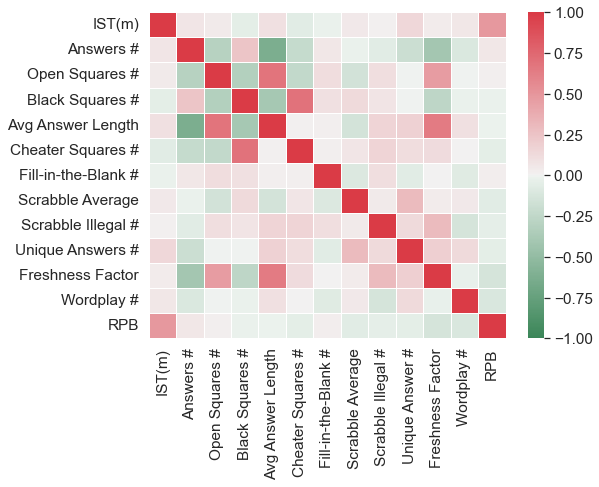 IST(m)
Answers #
Open Squares #
Black Squares #
Avg Answer Length
Cheater Squares #
Fill-in-the-Blank #
Scrabble Average
Scrabble Illegal #
Unique Answers #
Freshness Factor
Wordplay #
RPB
IST(m)
Answers #
Open Squares #
Black Squares #
Avg Answer Length
Cheater Squares #
Fill-in-the-Blank #
Scrabble Average
Scrabble Illegal #
Unique Answer #
Freshness Factor
Wordplay #
RPB
1.00
0.75
0.50
0.25
0.00
−0.25
−0.50
−0.75
−1.00